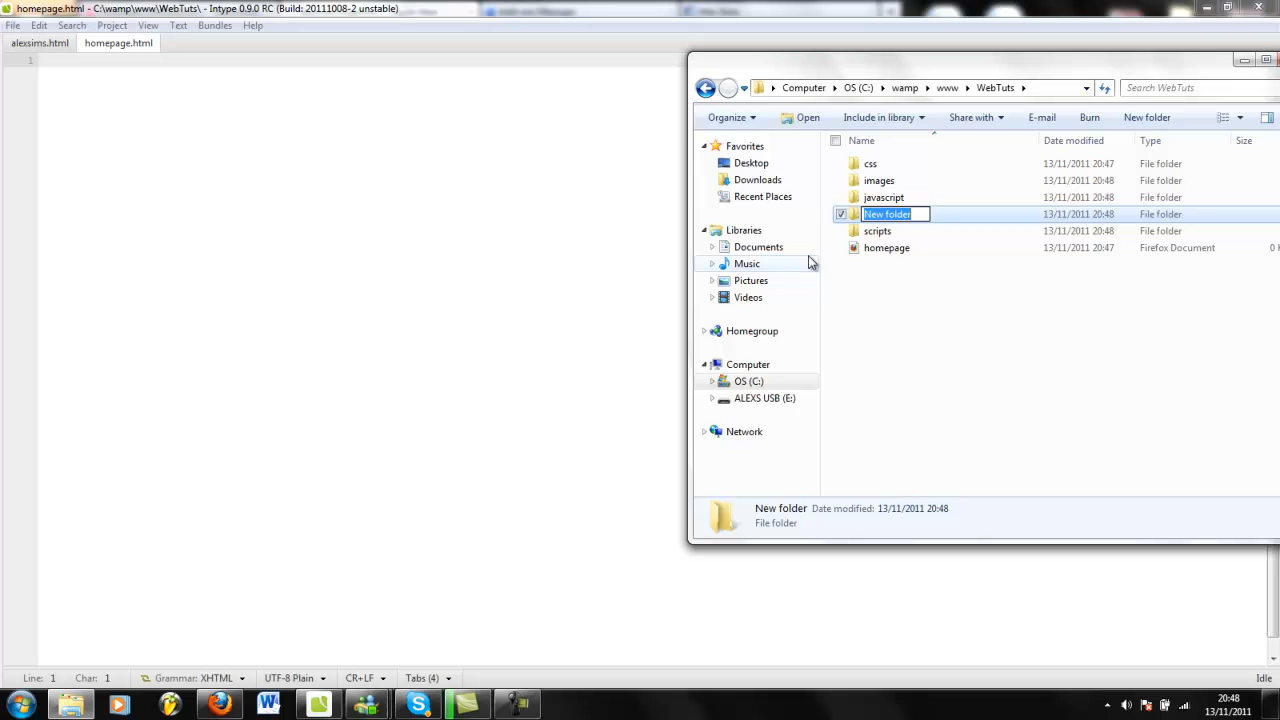 homepage.html - C:\wamp\www\WebTuts\ - Intype 0.9.0 RC (Build: 20111008-2 unstable)
File Edit Search Project View Text Bundles Help
alexsims.html homepage.html
1
Computer OS (C:) wamp www WebTuts Search WebTuts
Organize Open Include in library Share with E-mail Burn New folder
Name Date modified Type Size
Favorites
Desktop
Downloads
Recent Places
Libraries
Documents
Music
Pictures
Videos
Homegroup
Computer
OS (C:)
ALEXS USB (E:)
Network
css 13/11/2011 20:47 File folder
images 13/11/2011 20:48 File folder
javascript 13/11/2011 20:48 File folder
New folder 13/11/2011 20:48 File folder
scripts 13/11/2011 20:48 File folder
homepage 13/11/2011 20:47 Firefox Document 0
New folder Date modified: 13/11/2011 20:48
File folder
Line: 1 Char: 1 Grammar: XHTML UTF-8 Plain CR+LF Tabs (4) Idle
20:48
13/11/2011